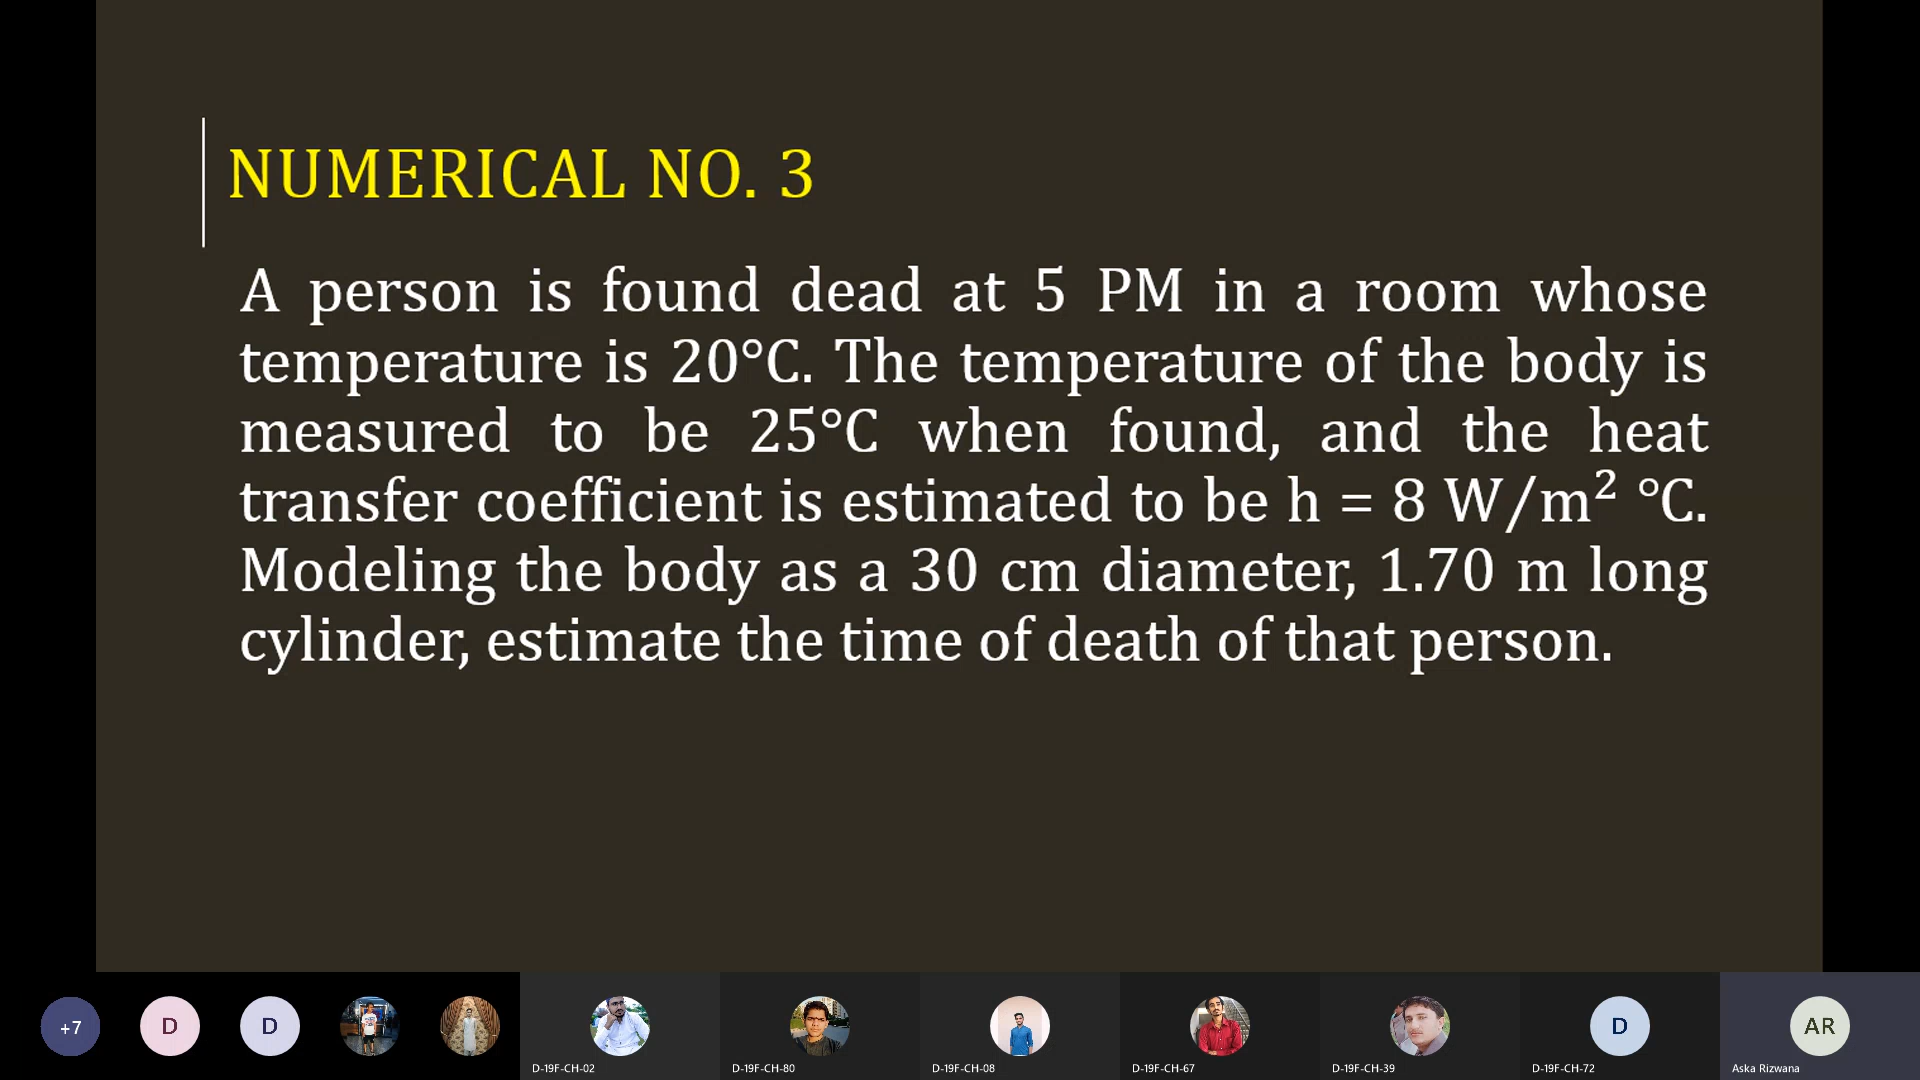 NUMERICAL NO. 3
A person is found dead at 5 PM in a room whose
temperature is 20°C. The temperature of the body is
measured to be 25°C when found, and the heat
transfer coefficient is estimated to be h = 8 W/m² °C.
Modeling the body as a 30 cm diameter, 1.70 m long
cylinder, estimate the time of death of that person.
+7
D
D
D
AR
D-19F-CH-02
D-19F-CH-80
D-19F-CH-08
D-19F-CH-67
D-19F-CH-39
D-19F-CH-72
Aska Rizwana